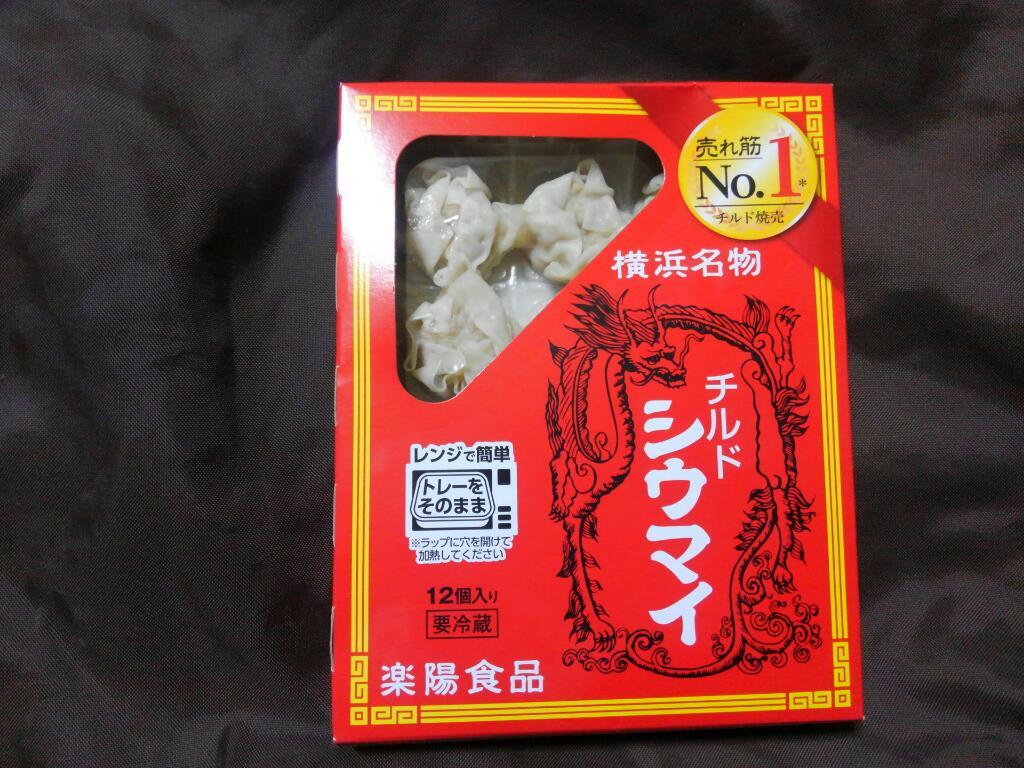 売れ筋
No.1*
チルド焼売
横浜名物
チルド
シウマイ
レンジで簡単
トレーを
そのまま
※ラップに穴を開けて
加熱してください
12個入り
要冷蔵
楽陽食品